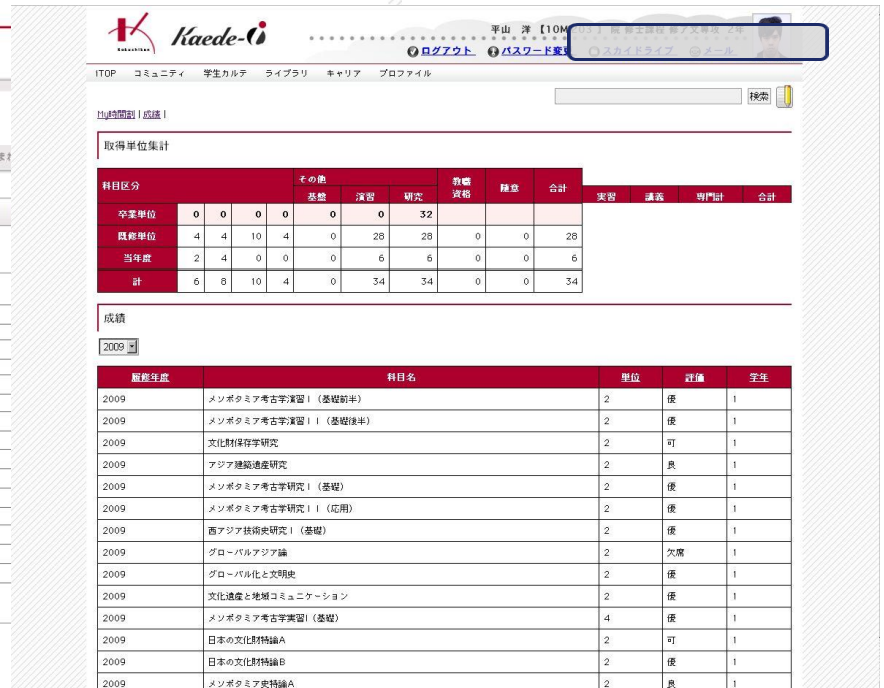 Kokushikan
Kaede-i
平山 洋 【10M 203 】 院 修士課程 修ア文専攻 2年
ログアウト パスワード変更 スカイドライブ メール
TOP コミュニティ 学生カルテ ライブラリ キャリア プロファイル
検索
My時間割 | 成績 |
取得単位集計
科目区分 その他 教職資格 随意 合計
基盤 演習 研究 実習 講義 専門計 合計
卒業単位 0 0 0 0 0 0 32
既修単位 4 4 10 4 0 28 28 0 0 28
当年度 2 4 0 0 0 6 6 0 0 6
計 6 8 10 4 0 34 34 0 0 34
成績
2009
履修年度 科目名 単位 評価 学年
2009 メソポタミア考古学演習Ⅰ(基礎前半) 2 優 1
2009 メソポタミア考古学演習ⅠⅠ(基礎後半) 2 優 1
2009 文化財保存学研究 2 可 1
2009 アジア建築遺産研究 2 良 1
2009 メソポタミア考古学研究Ⅰ(基礎) 2 優 1
2009 メソポタミア考古学研究ⅠⅠ(応用) 2 優 1
2009 西アジア技術史研究Ⅰ(基礎) 2 優 1
2009 グローバルアジア論 2 欠席 1
2009 グローバル化と文明史 2 優 1
2009 文化遺産と地域コミュニケーション 2 優 1
2009 メソポタミア考古学実習Ⅰ(基礎) 4 優 1
2009 日本の文化財特論A 2 可 1
2009 日本の文化財特論B 2 優 1
2009 メソポタミア史特論A 2 良 1